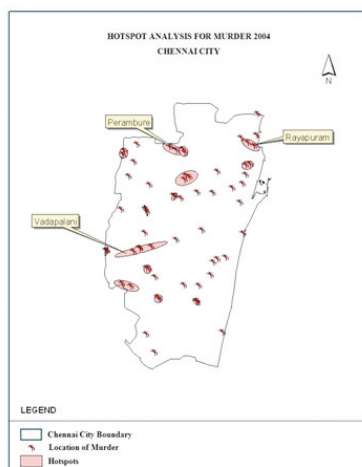 HOTSPOT ANALYSIS FOR MURDER 2004
CHENNAI CITY
N
Perambure
Rayapuram
Vadapalani
LEGEND
Chennai City Boundary
Location of Murder
Hotspots